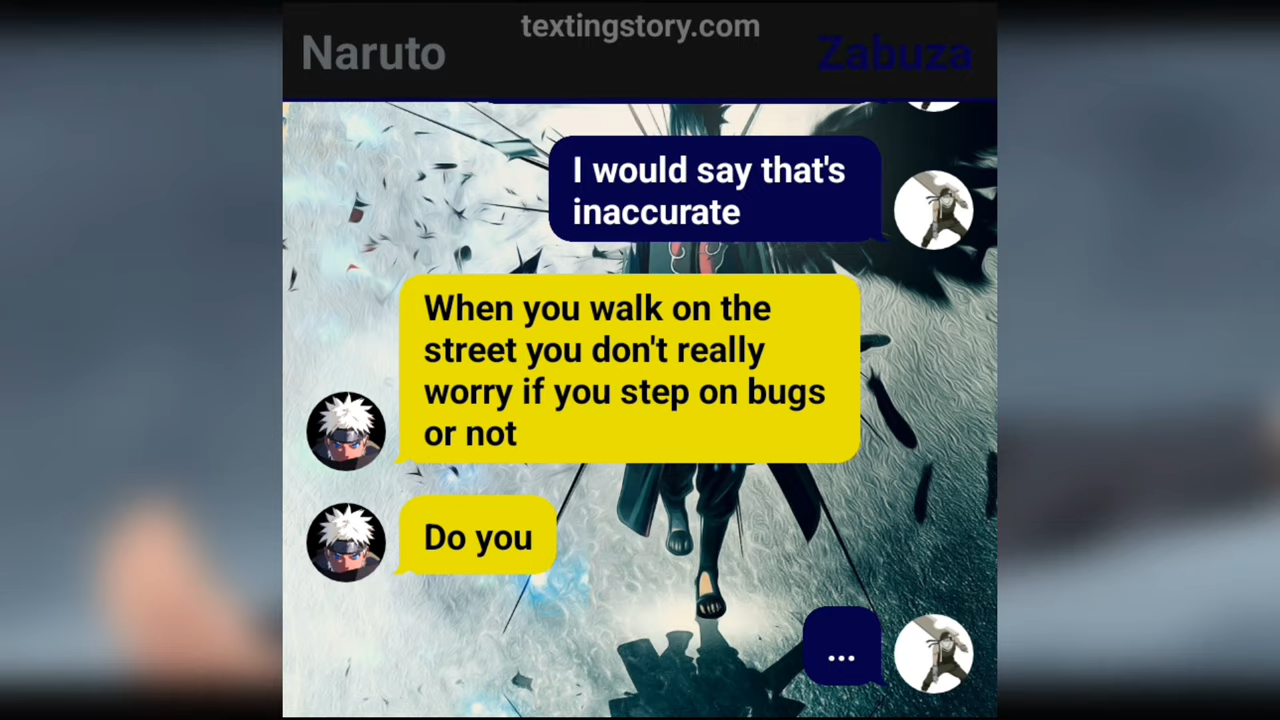 textingstory.com
Naruto
Zabuza
I would say that's
inaccurate
When you walk on the
street you don't really
worry if you step on bugs
or not
Do you
...